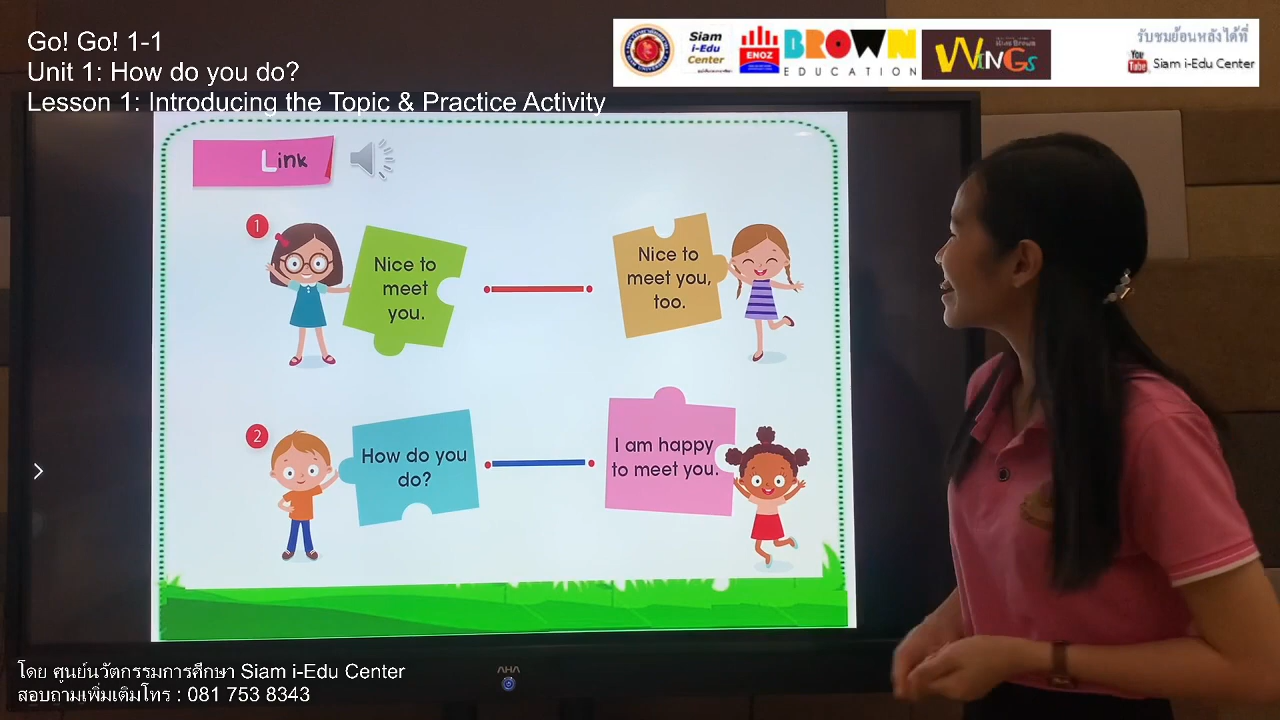 Go! Go! 1-1
Unit 1: How do you do?
Lesson 1: Introducing the Topic & Practice Activity
Siam
i-Edu
Center
ENOZ
BROWN
EDUCATION
WINGS
รับชมย้อนหลังได้ที่
You
Tube
Siam i-Edu Center
Link
1
Nice to
meet
you.
Nice to
meet you,
too.
2
How do you
do?
I am happy
to meet you.
โดย ศูนย์นวัตกรรมการศึกษา Siam i-Edu Center
สอบถามเพิ่มเติมโทร : 081 753 8343
AHA